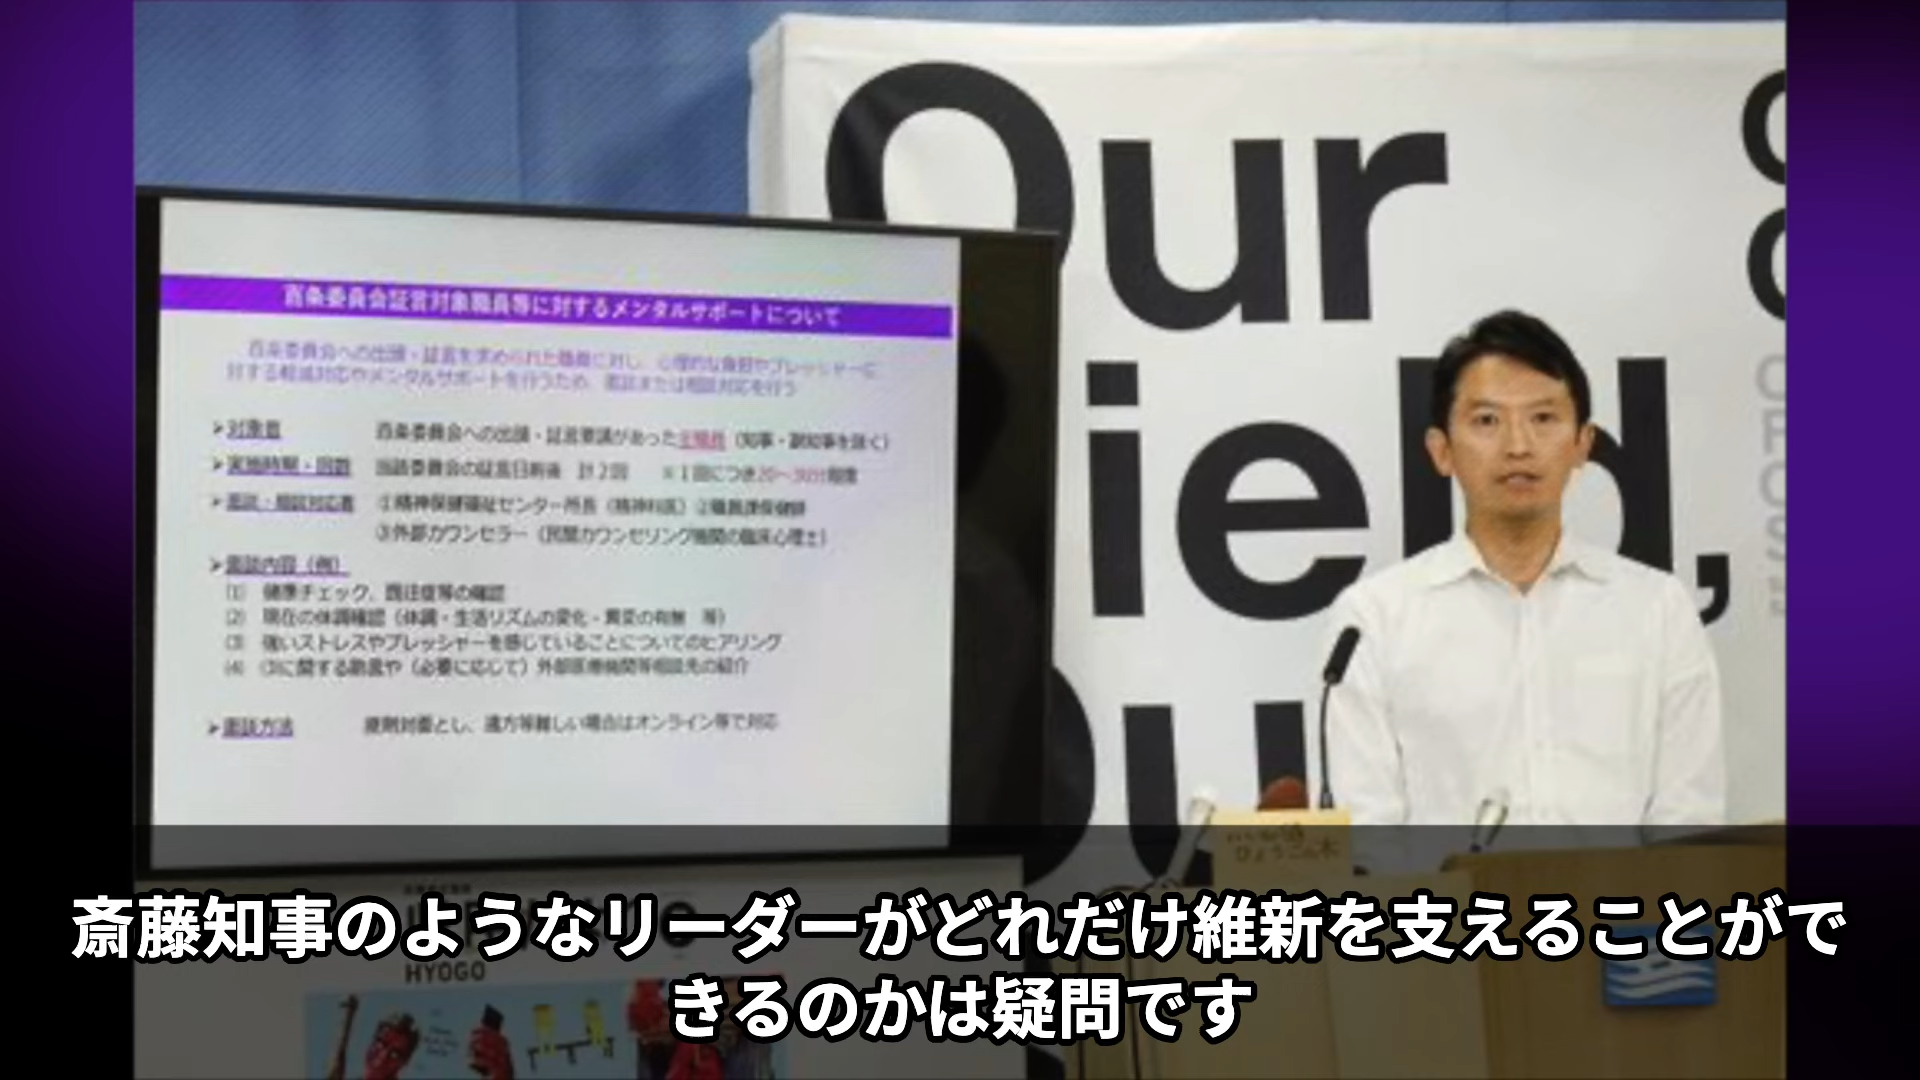 Our
ield,
ou
百条委員会証言対象職員等に対するメンタルサポートについて
百条委員会への出頭・証言を求められた職員に対し、心理的な負担やプレッシャーに
対する軽減対応やメンタルサポートを行うため、面談または相談対応を行う
➢対象者 百条委員会への出頭・証言要請があった全職員（知事・副知事を除く）
➢実施時期・回数 当該委員会の証言日前後 計2回 ※1回につき20〜30分程度
➢面談・相談対応者 ①精神保健福祉センター所長（精神科医）②職員課保健師
③外部カウンセラー（民間カウンセリング機関の臨床心理士）
➢面談内容（例）
(1) 健康チェック、既往症等の確認
(2) 現在の体調確認（体調・生活リズムの変化・異変の有無 等）
(3) 強いストレスやプレッシャーを感じていることについてのヒアリング
(4) (3)に関する助言や（必要に応じて）外部医療機関等相談先の紹介
➢面談方法 原則対面とし、遠方等難しい場合はオンライン等で対応
HYOGO
斎藤知事のようなリーダーがどれだけ維新を支えることがで
きるのかは疑問です